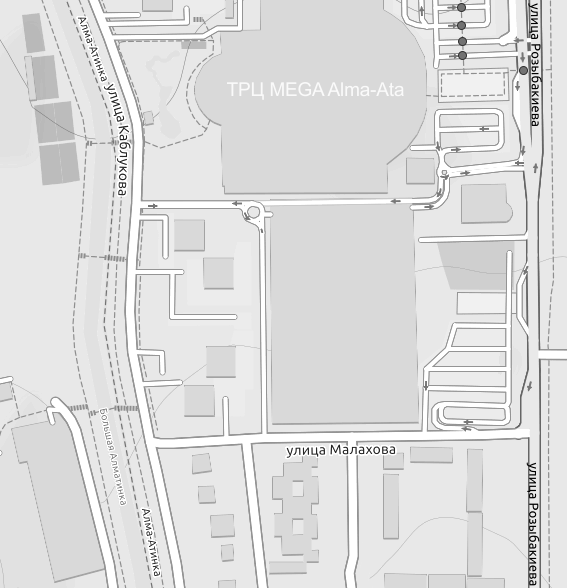 улица Розыбакиева
Алма-Атинка
улица Каблукова
ТРЦ MEGA Alma-Ata
Большая Алматинка
улица Малахова
Алма-Атинка
улица Розыбакиева